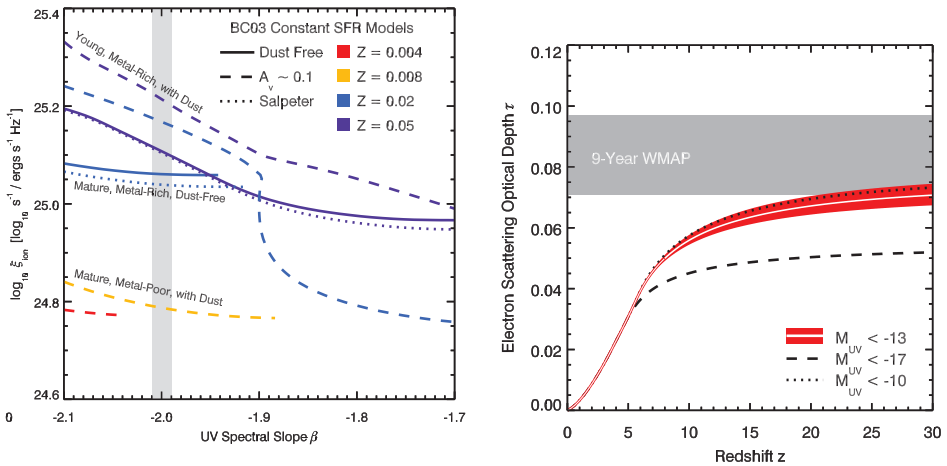 BC03 Constant SFR Models
Dust Free
A_v ~ 0.1
Salpeter
Z = 0.004
Z = 0.008
Z = 0.02
Z = 0.05
Young, Metal-Rich, with Dust
Mature, Metal-Rich, Dust-Free
Mature, Metal-Poor, with Dust
log₁₀ ξ_ion [log₁₀ s⁻¹ / ergs s⁻¹ Hz⁻¹]
25.4
25.2
25.0
24.8
24.6
0
-2.1
-2.0
-1.9
-1.8
-1.7
UV Spectral Slope β
Electron Scattering Optical Depth τ
0.12
0.10
0.08
0.06
0.04
0.02
0.00
9-Year WMAP
M_UV < -13
M_UV < -17
M_UV < -10
0
5
10
15
20
25
30
Redshift z